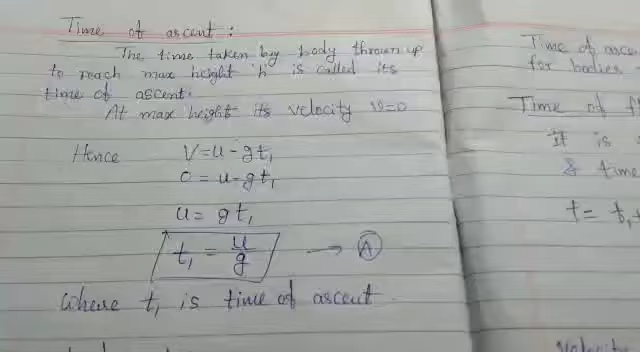 Time of ascent :
The time taken by body thrown up
to reach max height h is called its
time of ascent.
At max height its velocity V=0
Hence V=u-gt₁
0 = u-gt₁
u = gt₁
t₁ = u/g → (A)
Where t₁ is time of ascent.
Time of
for bodies
Time of
It is
& time
t = t₁
Velocity